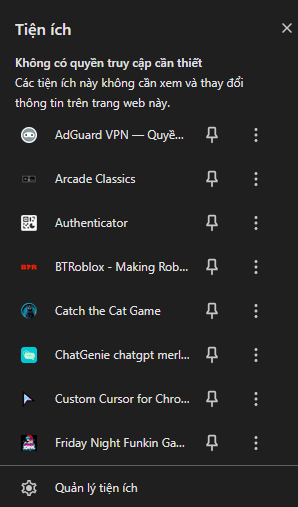 Tiện ích
Không có quyền truy cập cần thiết
Các tiện ích này không cần xem và thay đổi
thông tin trên trang web này.
AdGuard VPN — Quyề...
Arcade Classics
Authenticator
BTR
BTRoblox - Making Rob...
Catch the Cat Game
ChatGenie chatgpt merl...
Custom Cursor for Chro...
Friday Night Funkin Ga...
Quản lý tiện ích